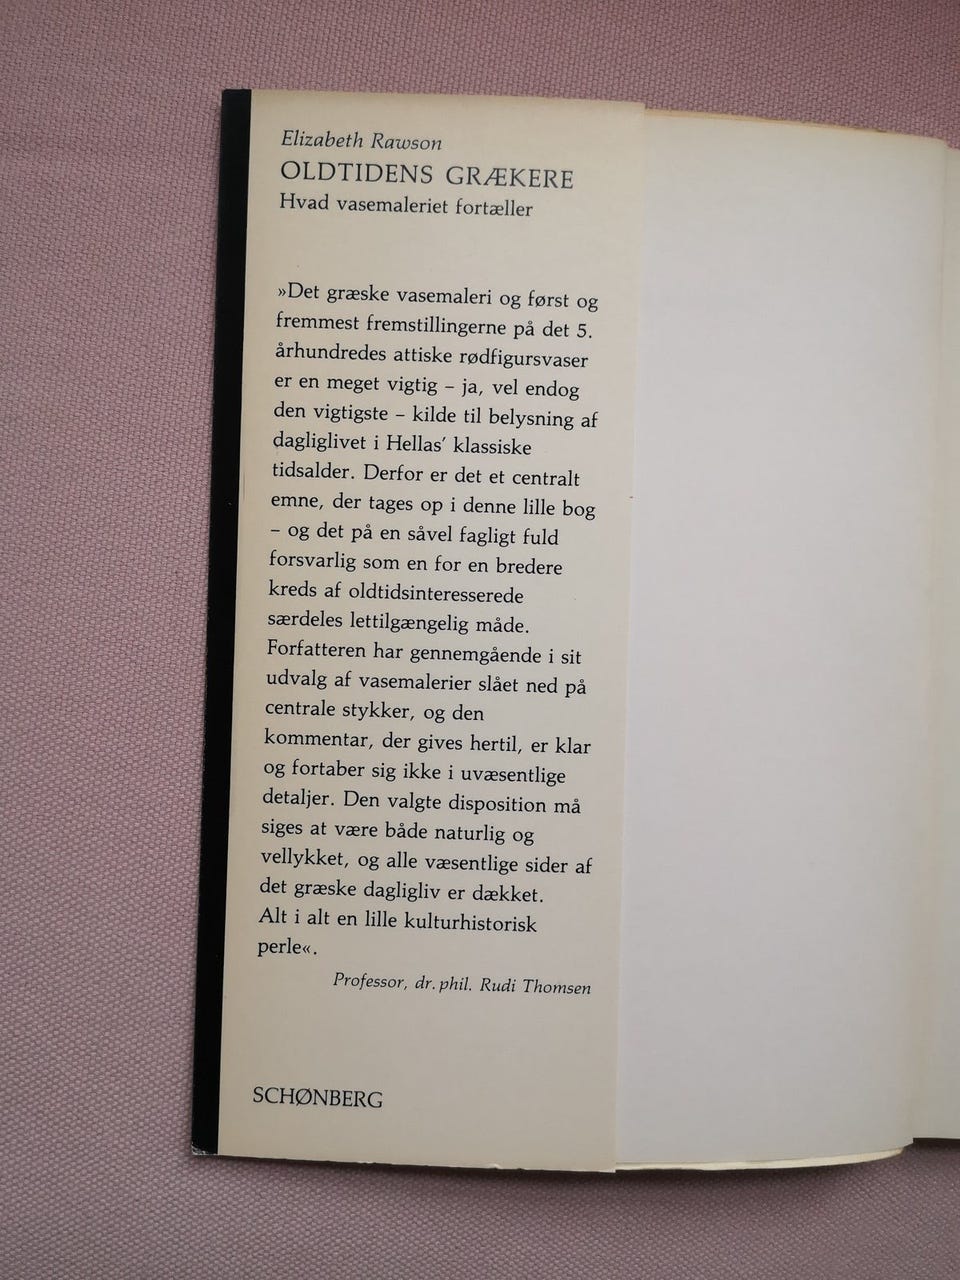 Elizabeth Rawson
OLDTIDENS GRÆKERE
Hvad vasemaleriet fortæller
»Det græske vasemaleri og først og
fremmest fremstillingerne på det 5.
århundredes attiske rødfigursvaser
er en meget vigtig – ja, vel endog
den vigtigste – kilde til belysning af
dagliglivet i Hellas’ klassiske
tidsalder. Derfor er det et centralt
emne, der tages op i denne lille bog
– og det på en såvel fagligt fuld
forsvarlig som en for en bredere
kreds af oldtidsinteresserede
særdeles lettilgængelig måde.
Forfatteren har gennemgående i sit
udvalg af vasemalerier slået ned på
centrale stykker, og den
kommentar, der gives hertil, er klar
og fortaber sig ikke i uvæsentlige
detaljer. Den valgte disposition må
siges at være både naturlig og
vellykket, og alle væsentlige sider af
det græske dagligliv er dækket.
Alt i alt en lille kulturhistorisk
perle«.
Professor, dr. phil. Rudi Thomsen
SCHØNBERG